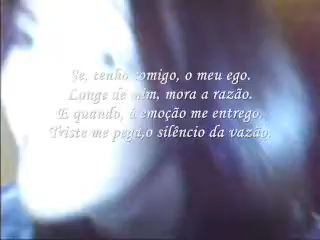 Se, tenho comigo, o meu ego.
Longe de mim, mora a razão.
E quando, á emoção me entrego.
Triste me pega,o silêncio da vazão.